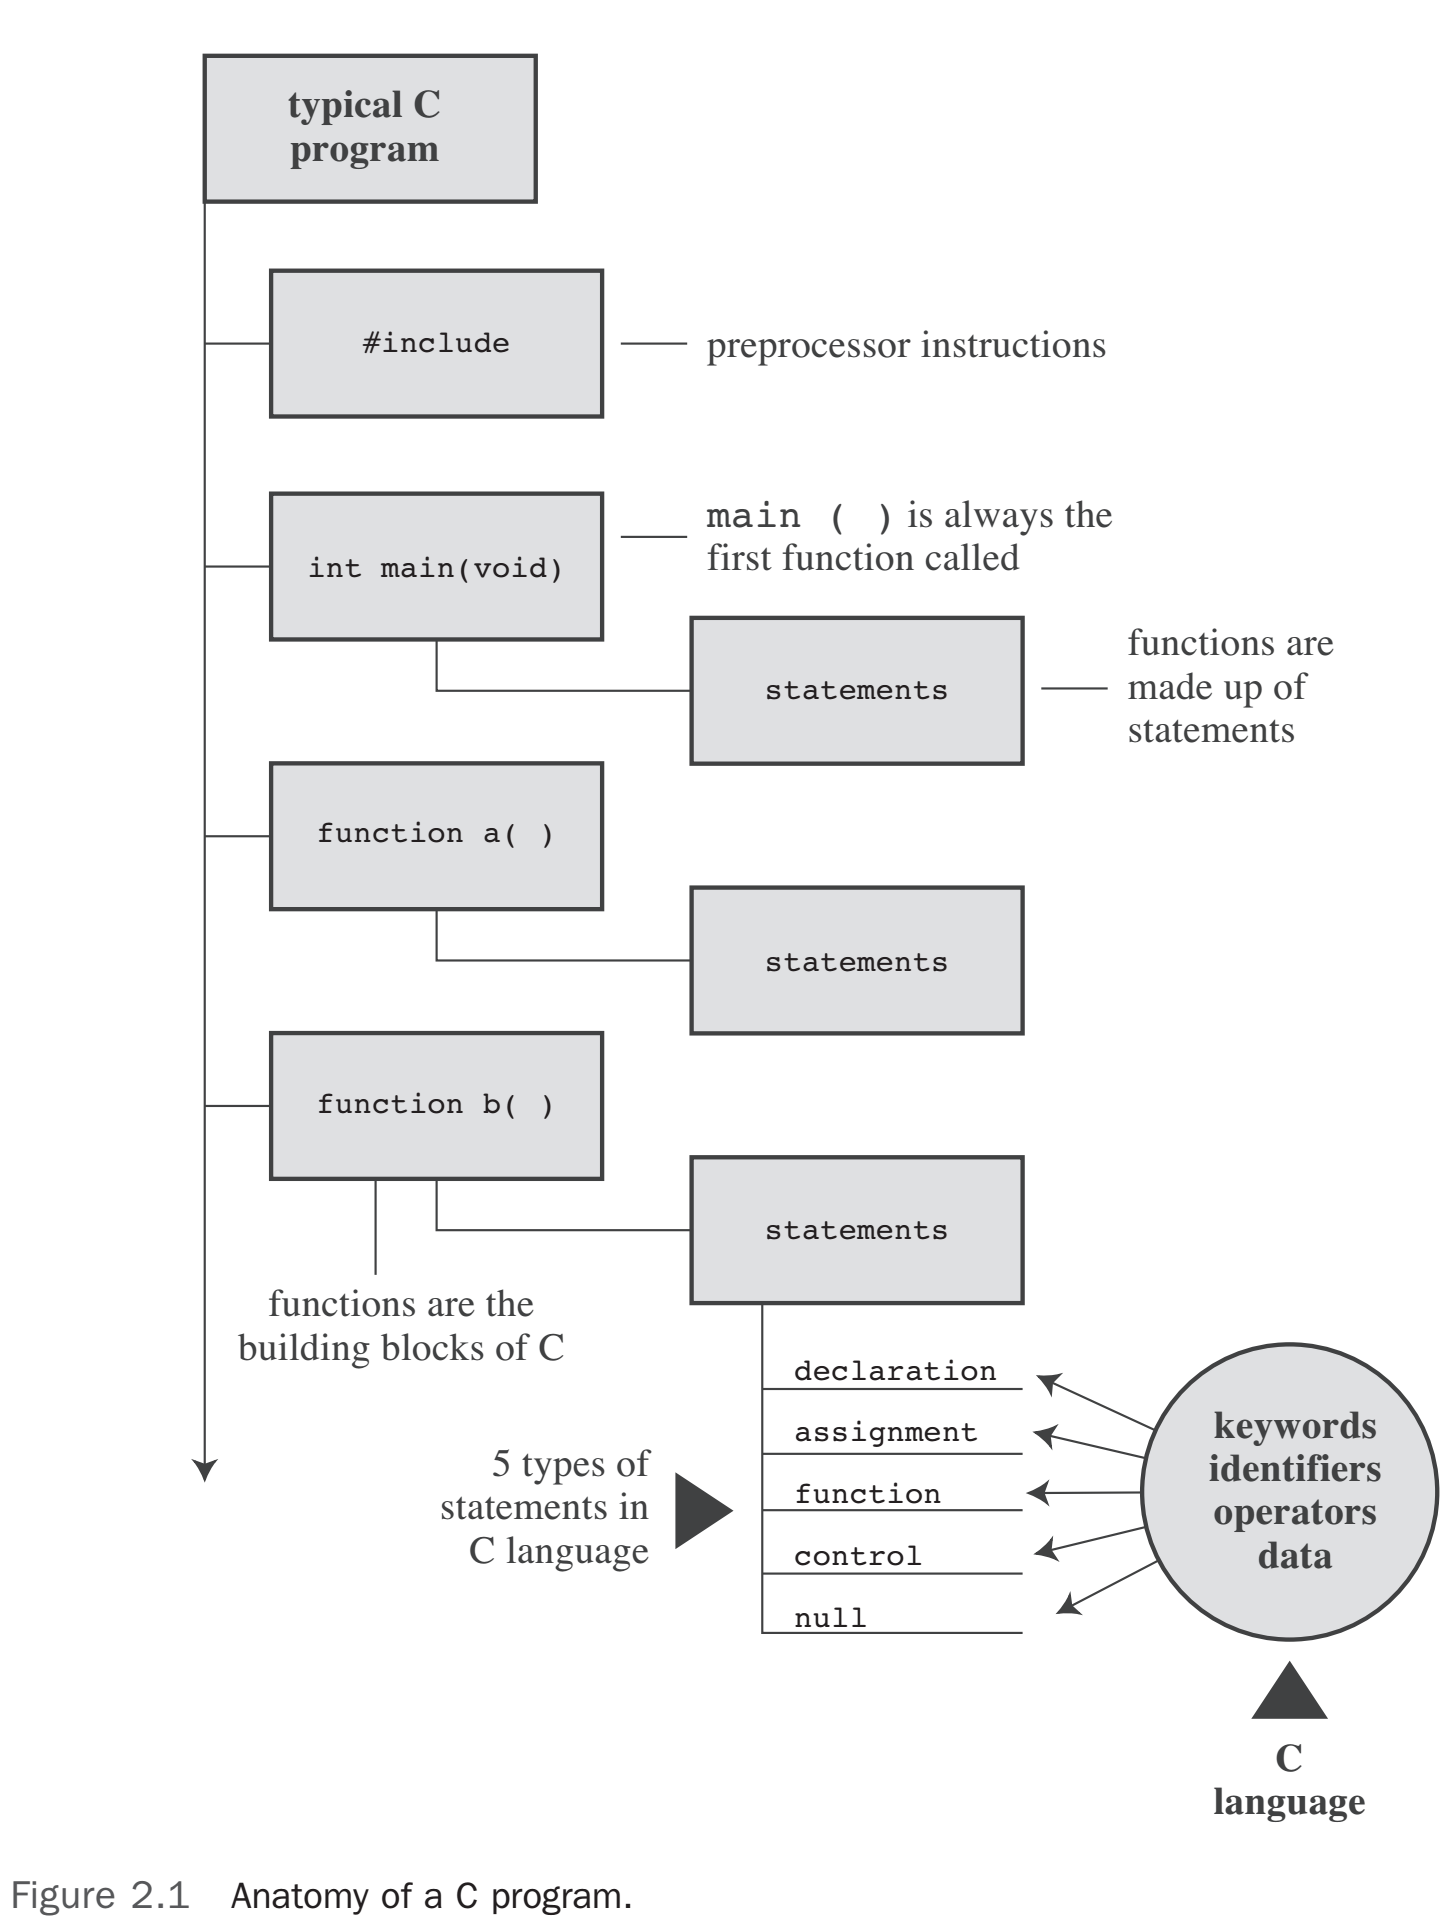 typical C
program
#include
preprocessor instructions
int main(void)
main ( ) is always the
first function called
statements
functions are
made up of
statements
function a( )
statements
function b( )
statements
functions are the
building blocks of C
5 types of
statements in
C language
declaration
assignment
function
control
null
keywords
identifiers
operators
data
C
language
Figure 2.1 Anatomy of a C program.